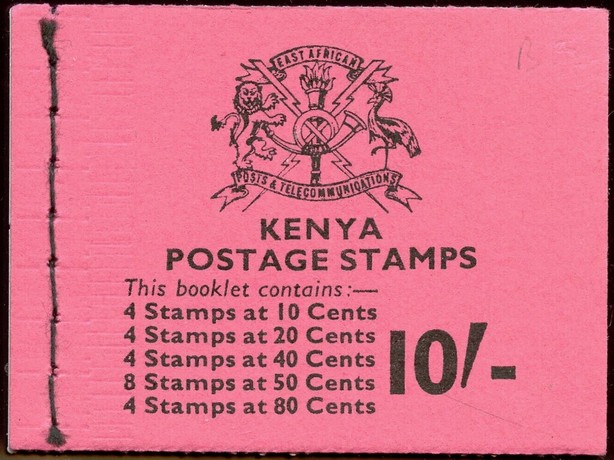 EAST AFRICAN
POSTS & TELECOMMUNICATIONS
KENYA
POSTAGE STAMPS
This booklet contains:—
4 Stamps at 10 Cents
4 Stamps at 20 Cents
4 Stamps at 40 Cents
8 Stamps at 50 Cents
4 Stamps at 80 Cents
10/-